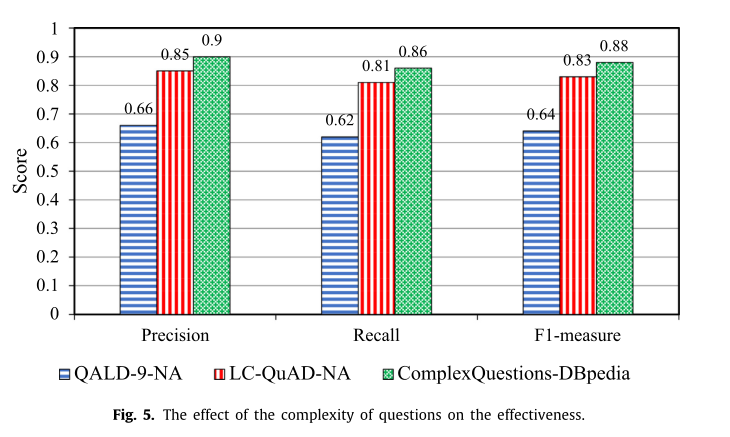 1
0.9
0.8
0.7
0.6
0.5
0.4
0.3
0.2
0.1
0
Score
0.66
0.85
0.9
0.62
0.81
0.86
0.64
0.83
0.88
Precision
Recall
F1-measure
QALD-9-NA
LC-QuAD-NA
ComplexQuestions-DBpedia
Fig. 5. The effect of the complexity of questions on the effectiveness.